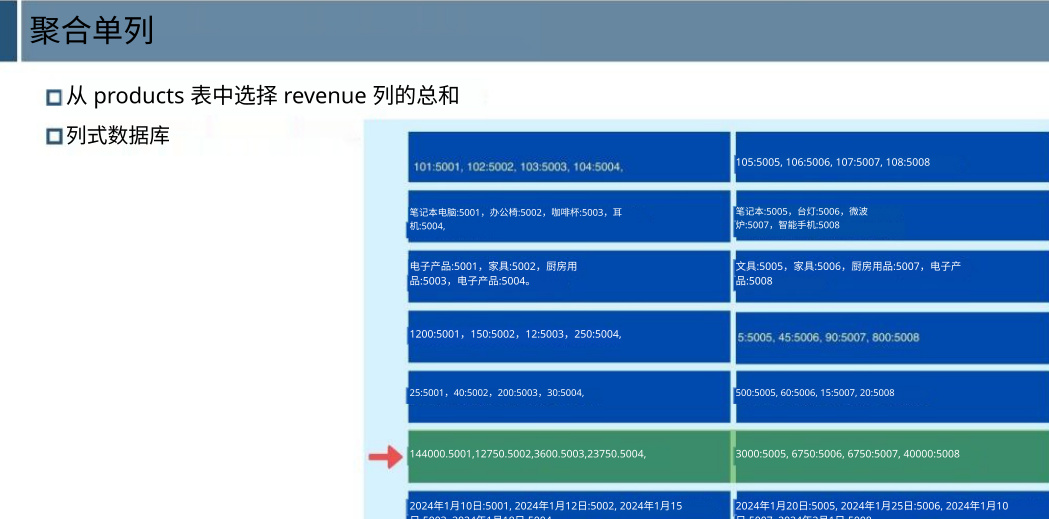 聚合单列
从 products 表中选择 revenue 列的总和
列式数据库
101:5001, 102:5002, 103:5003, 104:5004,
105:5005, 106:5006, 107:5007, 108:5008
笔记本电脑:5001，办公椅:5002，咖啡杯:5003，耳
机:5004,
笔记本:5005，台灯:5006，微波
炉:5007，智能手机:5008
电子产品:5001，家具:5002，厨房用
品:5003，电子产品:5004。
文具:5005，家具:5006，厨房用品:5007，电子产
品:5008
1200:5001，150:5002，12:5003，250:5004,
5:5005, 45:5006, 90:5007, 800:5008
25:5001，40:5002，200:5003，30:5004,
500:5005, 60:5006, 15:5007, 20:5008
144000.5001,12750.5002,3600.5003,23750.5004,
3000:5005, 6750:5006, 6750:5007, 40000:5008
2024年1月10日:5001, 2024年1月12日:5002, 2024年1月15
2024年1月20日:5005, 2024年1月25日:5006, 2024年1月10